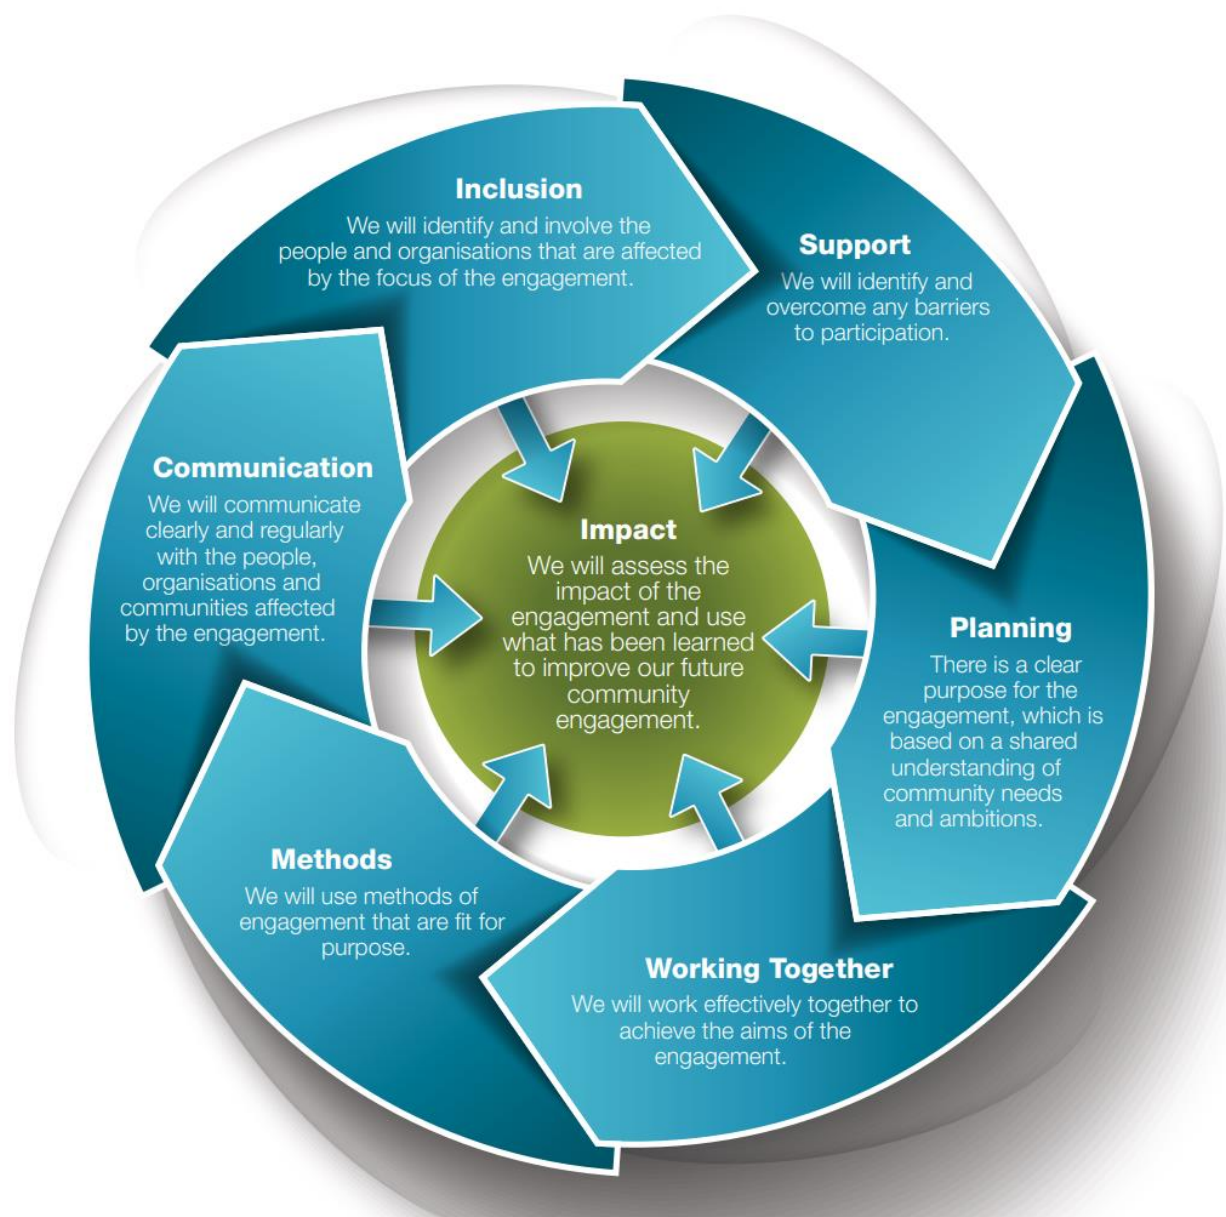 Inclusion
We will identify and involve the
people and organisations that are affected
by the focus of the engagement.
Support
We will identify and
overcome any barriers
to participation.
Planning
There is a clear
purpose for the
engagement, which is
based on a shared
understanding of
community needs
and ambitions.
Working Together
We will work effectively together to
achieve the aims of the
engagement.
Methods
We will use methods of
engagement that are fit for
purpose.
Communication
We will communicate
clearly and regularly
with the people,
organisations and
communities affected
by the engagement.
Impact
We will assess the
impact of the
engagement and use
what has been learned
to improve our future
community
engagement.